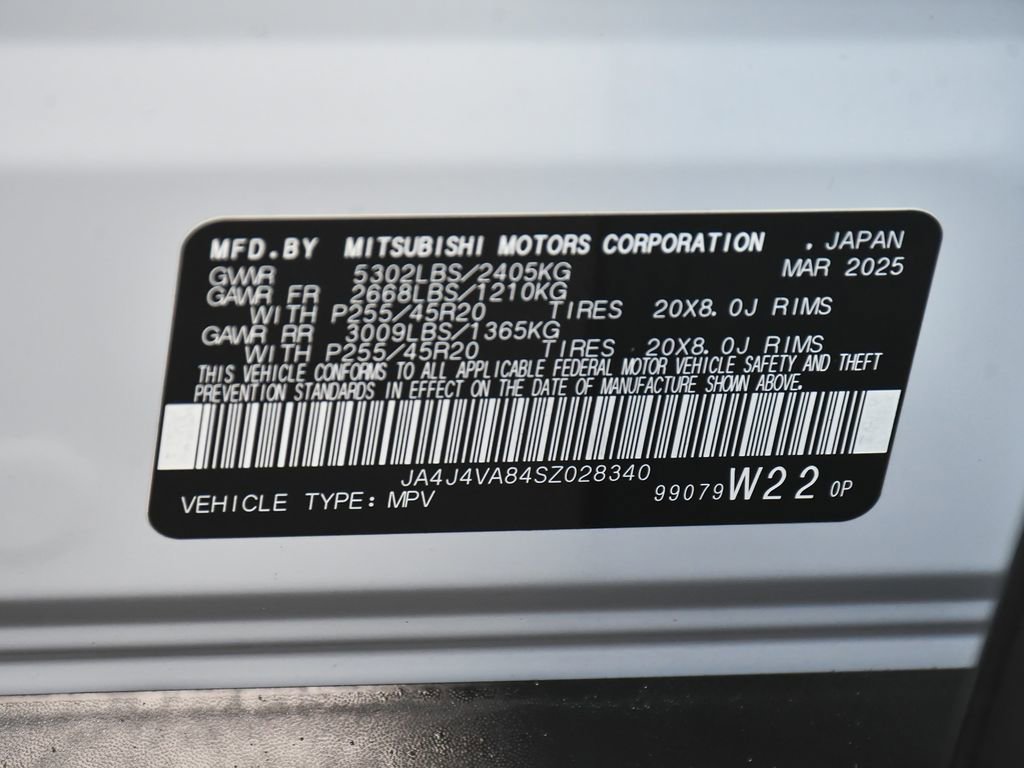 MFD.BY MITSUBISHI MOTORS CORPORATION . JAPAN
MAR 2025
GVWR 5302LBS/2405KG
GAWR FR 2668LBS/1210KG
WITH P255/45R20 TIRES 20X8.0J RIMS
GAWR RR 3009LBS/1365KG
WITH P255/45R20 TIRES 20X8.0J RIMS
THIS VEHICLE CONFORMS TO ALL APPLICABLE FEDERAL MOTOR VEHICLE SAFETY AND THEFT
PREVENTION STANDARDS IN EFFECT ON THE DATE OF MANUFACTURE SHOWN ABOVE.
JA4J4VA84SZ028340
VEHICLE TYPE: MPV 99079 W22 0P